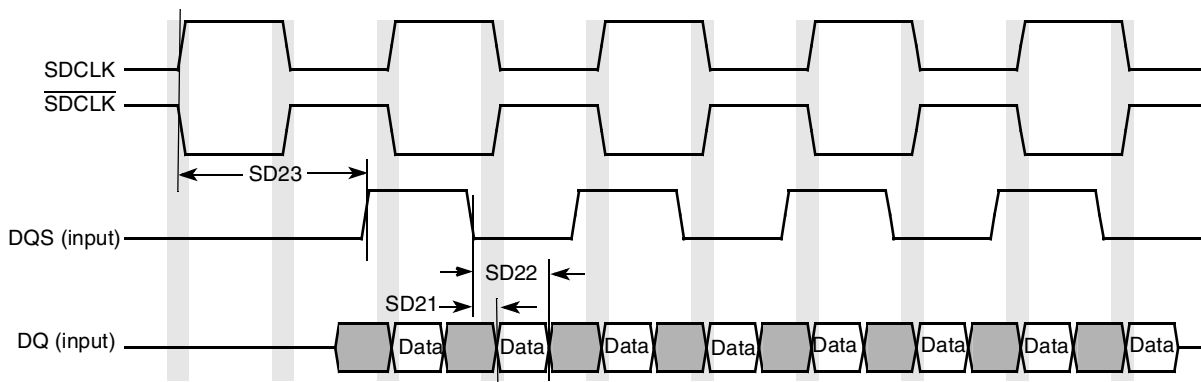 SDCLK
SDCLK
SD23
DQS (input)
SD22
SD21
DQ (input)
Data
Data
Data
Data
Data
Data
Data
Data